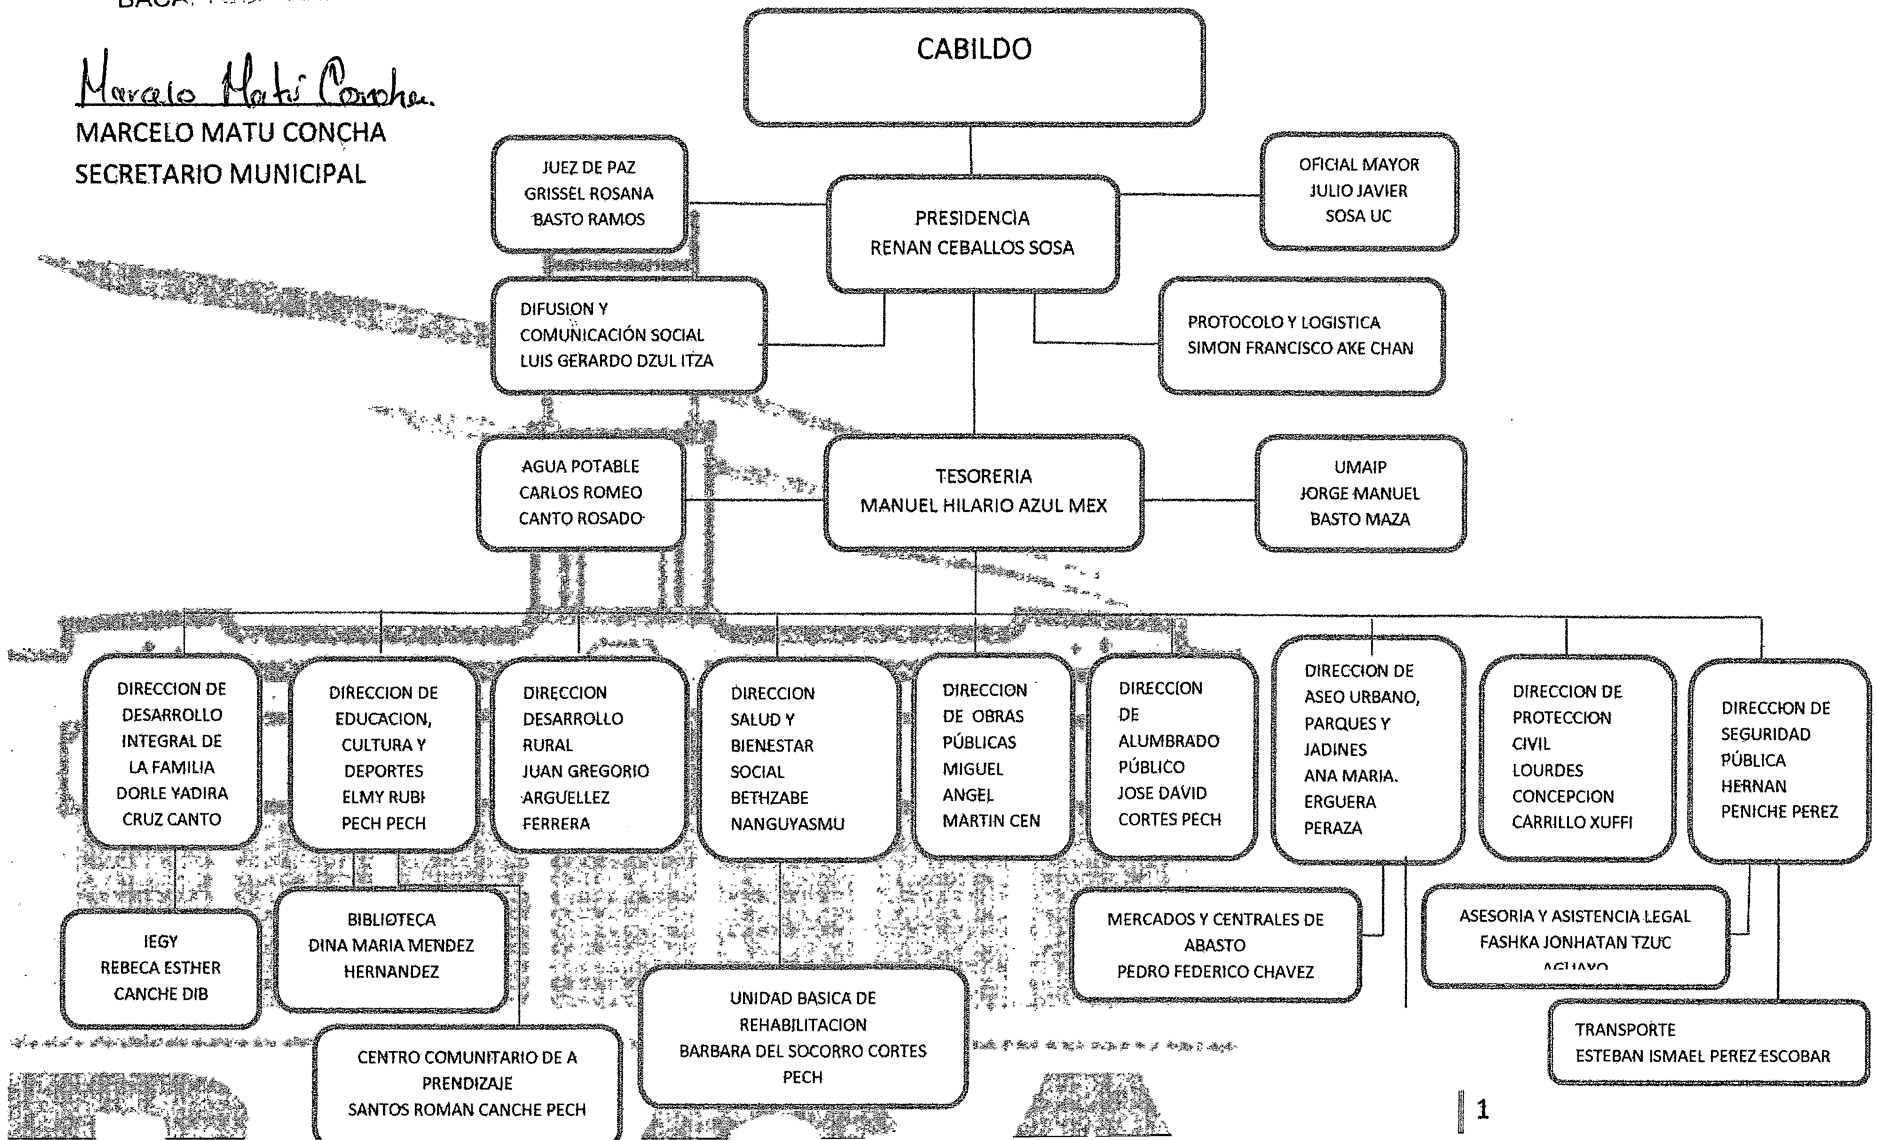 BACA,
Marcelo Matú Concha.
MARCELO MATU CONCHA
SECRETARIO MUNICIPAL
CABILDO
JUEZ DE PAZ
GRISSEL ROSANA
BASTO RAMOS
PRESIDENCIA
RENAN CEBALLOS SOSA
OFICIAL MAYOR
JULIO JAVIER
SOSA UC
DIFUSION Y
COMUNICACIÓN SOCIAL
LUIS GERARDO DZUL ITZA
PROTOCOLO Y LOGISTICA
SIMON FRANCISCO AKE CHAN
AGUA POTABLE
CARLOS ROMEO
CANTO ROSADO
TESORERIA
MANUEL HILARIO AZUL MEX
UMAIP
JORGE MANUEL
BASTO MAZA
DIRECCION DE
DESARROLLO
INTEGRAL DE
LA FAMILIA
DORLE YADIRA
CRUZ CANTO
DIRECCION DE
EDUCACION,
CULTURA Y
DEPORTES
ELMY RUBI
PECH PECH
DIRECCION
DESARROLLO
RURAL
JUAN GREGORIO
ARGUELLEZ
FERRERA
DIRECCION
SALUD Y
BIENESTAR
SOCIAL
BETHZABE
NANGUYASMU
DIRECCION
DE OBRAS
PÚBLICAS
MIGUEL
ANGEL
MARTIN CEN
DIRECCION
DE
ALUMBRADO
PÚBLICO
JOSE DAVID
CORTES PECH
DIRECCION DE
ASEO URBANO,
PARQUES Y
JADINES
ANA MARIA.
ERGUERA
PERAZA
DIRECCION DE
PROTECCION
CIVIL
LOURDES
CONCEPCION
CARRILLO XUFFI
DIRECCION DE
SEGURIDAD
PÚBLICA
HERNAN
PENICHE PEREZ
IEGY
REBECA ESTHER
CANCHE DIB
BIBLIOTECA
DINA MARIA MENDEZ
HERNANDEZ
CENTRO COMUNITARIO DE A
PRENDIZAJE
SANTOS ROMAN CANCHE PECH
UNIDAD BASICA DE
REHABILITACION
BARBARA DEL SOCORRO CORTES
PECH
MERCADOS Y CENTRALES DE
ABASTO
PEDRO FEDERICO CHAVEZ
ASESORIA Y ASISTENCIA LEGAL
FASHKA JONHATAN TZUC
AGUAYO
TRANSPORTE
ESTEBAN ISMAEL PEREZ ESCOBAR
1